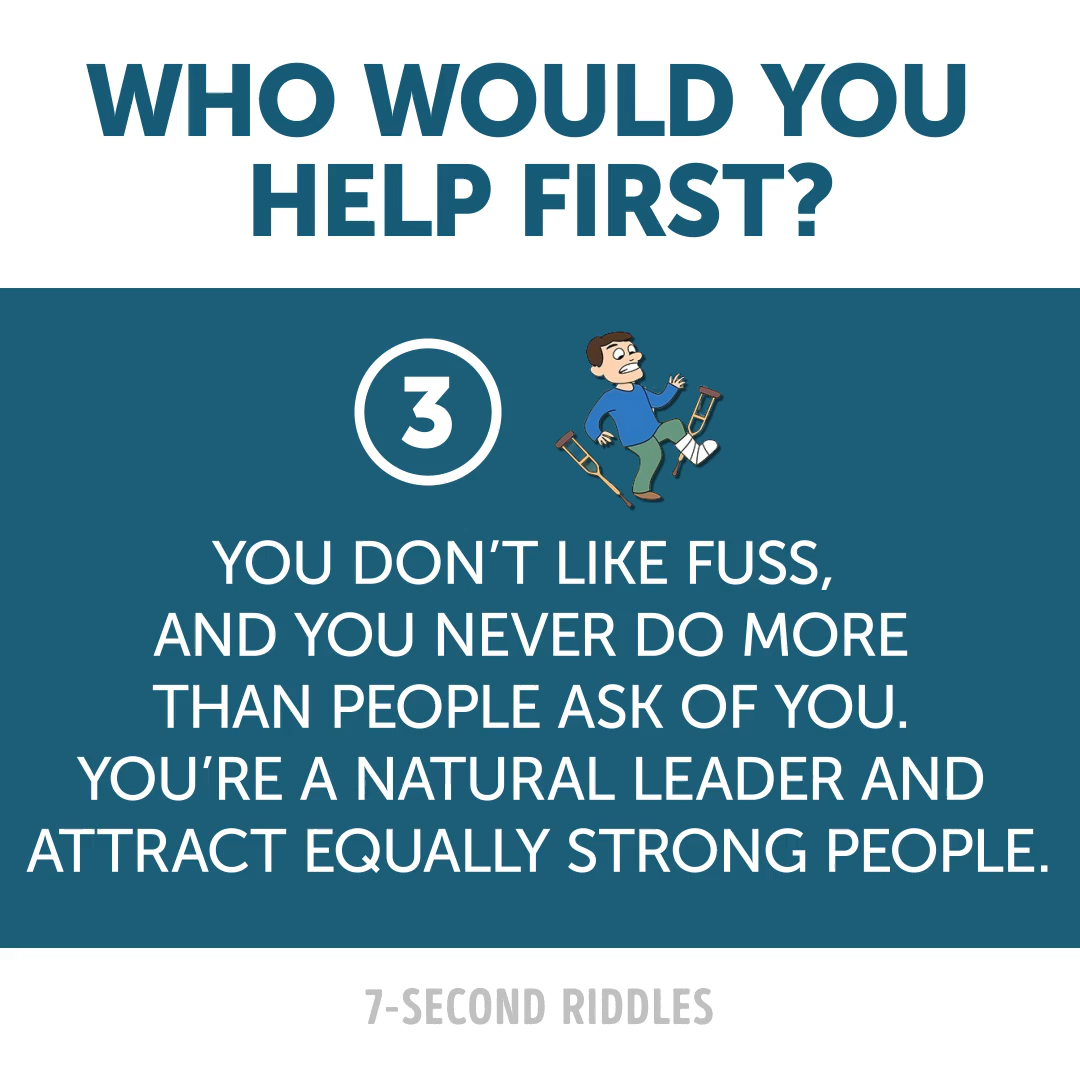 WHO WOULD YOU
HELP FIRST?
3
YOU DON'T LIKE FUSS,
AND YOU NEVER DO MORE
THAN PEOPLE ASK OF YOU.
YOU'RE A NATURAL LEADER AND
ATTRACT EQUALLY STRONG PEOPLE.
7-SECOND RIDDLES